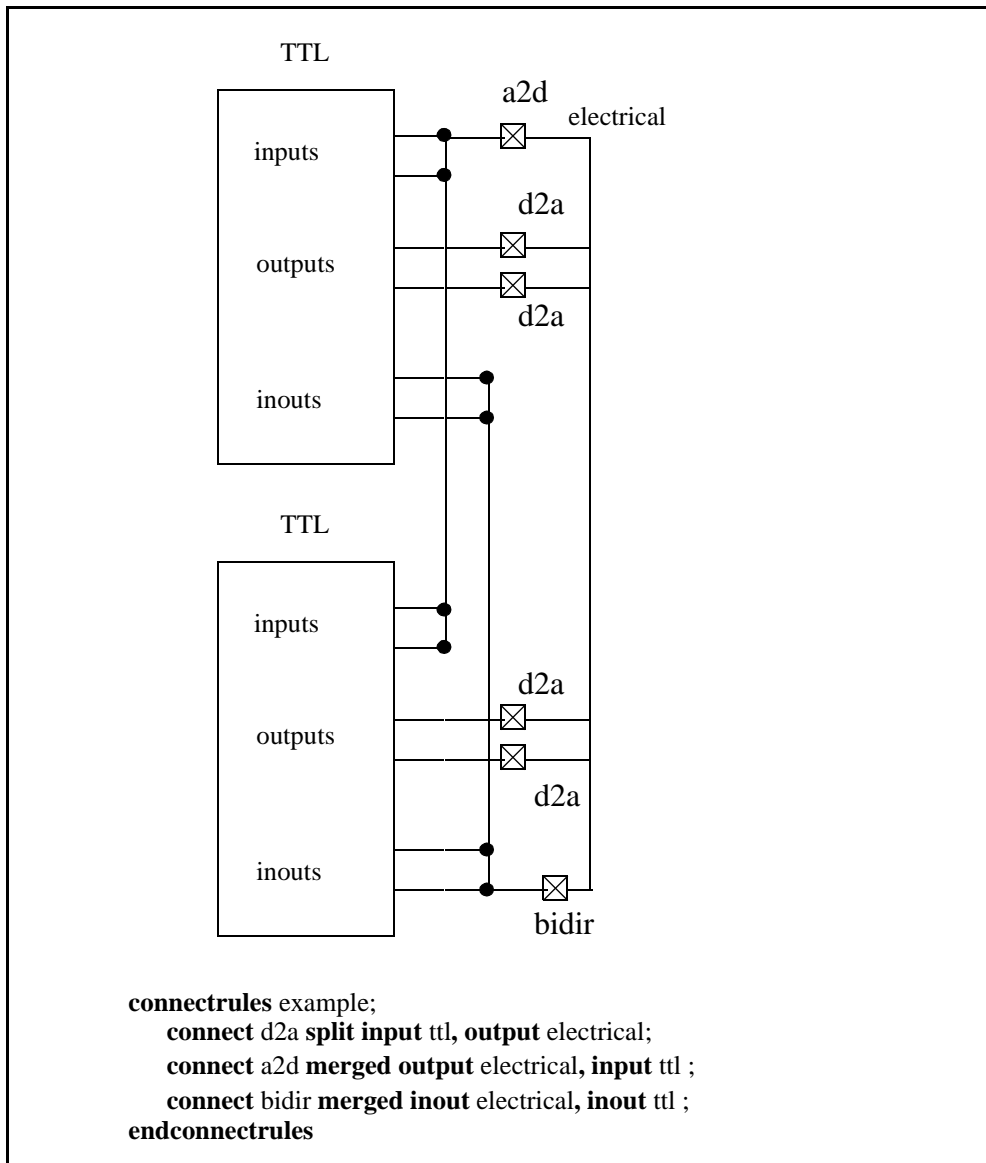 TTL
a2d
electrical
inputs
d2a
outputs
d2a
inouts
TTL
inputs
d2a
outputs
d2a
inouts
bidir
connectrules example;
connect d2a split input ttl, output electrical;
connect a2d merged output electrical, input ttl ;
connect bidir merged inout electrical, inout ttl ;
endconnectrules